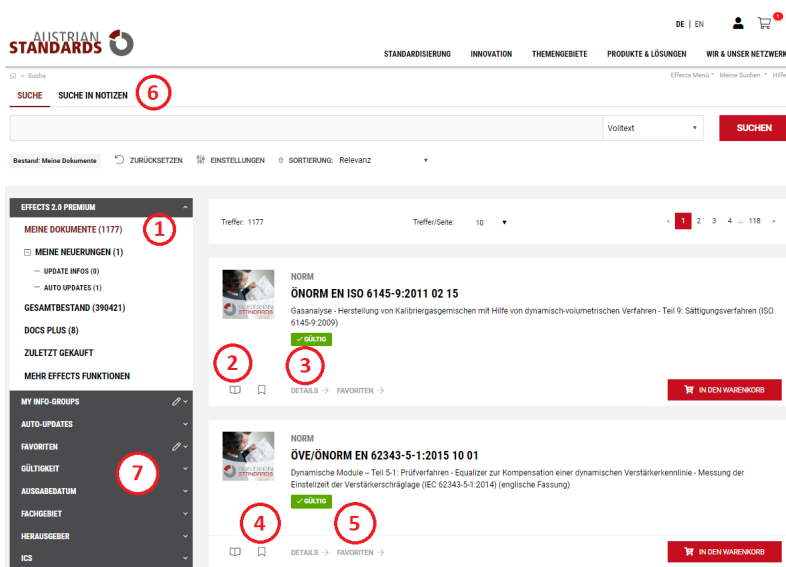 DE | EN
1
AUSTRIAN
STANDARDS
STANDARDISIERUNG INNOVATION THEMENGEBIETE PRODUKTE & LÖSUNGEN WIR & UNSER NETZWERK
» Suche
Effects Menü Meine Suchen Hilfe
SUCHE SUCHE IN NOTIZEN
6
Volltext
SUCHEN
Bestand: Meine Dokumente ZURÜCKSETZEN EINSTELLUNGEN SORTIERUNG: Relevanz
EFFECTS 2.0 PREMIUM
MEINE DOKUMENTE (1177)
1
MEINE NEUERUNGEN (1)
UPDATE INFOS (0)
AUTO UPDATES (1)
GESAMTBESTAND (390421)
DOCS PLUS (8)
ZULETZT GEKAUFT
MEHR EFFECTS FUNKTIONEN
MY INFO-GROUPS
AUTO-UPDATES
FAVORITEN
GÜLTIGKEIT
7
AUSGABEDATUM
FACHGEBIET
HERAUSGEBER
ICS
Treffer: 1177 Treffer/Seite: 10 « 1 2 3 4 ... 118 »
NORM
ÖNORM EN ISO 6145-9:2011 02 15
Gasanalyse - Herstellung von Kalibriergasgemischen mit Hilfe von dynamisch-volumetrischen Verfahren - Teil 9: Sättigungsverfahren (ISO
6145-9:2009)
AUSTRIAN
STANDARDS
GÜLTIG
2
3
DETAILS → FAVORITEN →
IN DEN WARENKORB
NORM
ÖVE/ÖNORM EN 62343-5-1:2015 10 01
Dynamische Module – Teil 5-1: Prüfverfahren - Equalizer zur Kompensation einer dynamischen Verstärkerkennlinie - Messung der
Einstellzeit der Verstärkerschräglage (IEC 62343-5-1:2014) (englische Fassung)
AUSTRIAN
STANDARDS
GÜLTIG
4
5
DETAILS → FAVORITEN →
IN DEN WARENKORB